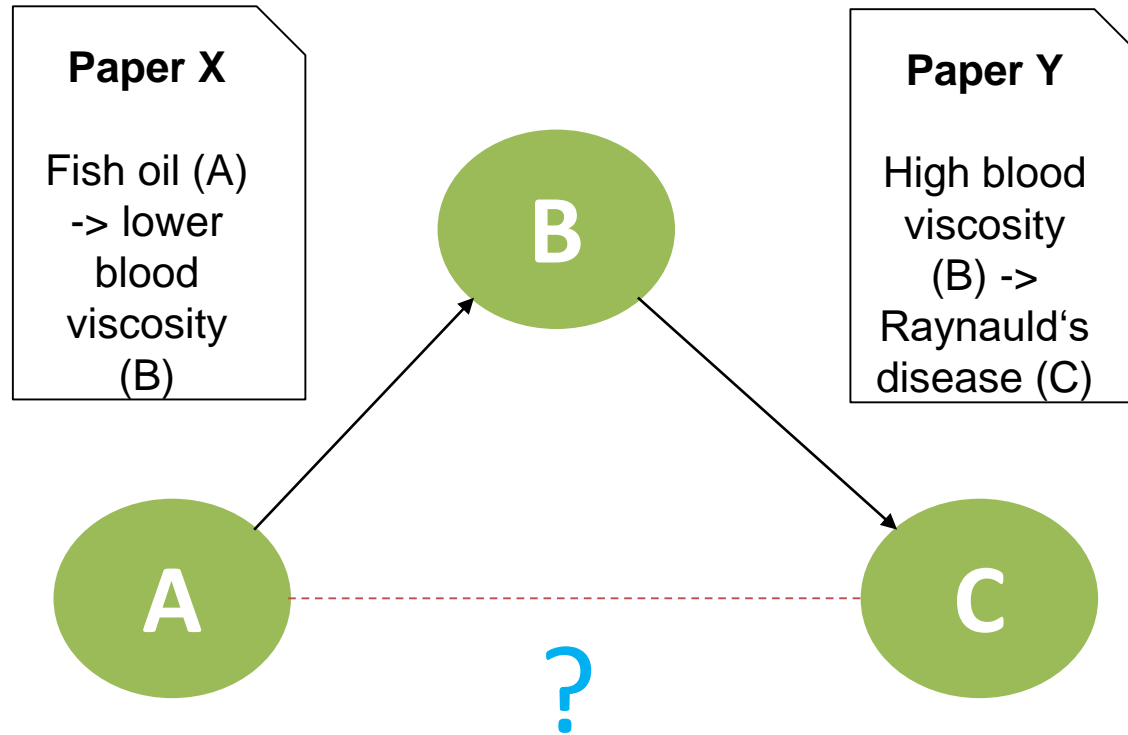 Paper X
Fish oil (A)
-> lower
blood
viscosity
(B)
B
Paper Y
High blood
viscosity
(B) ->
Raynauld‘s
disease (C)
A
C
?